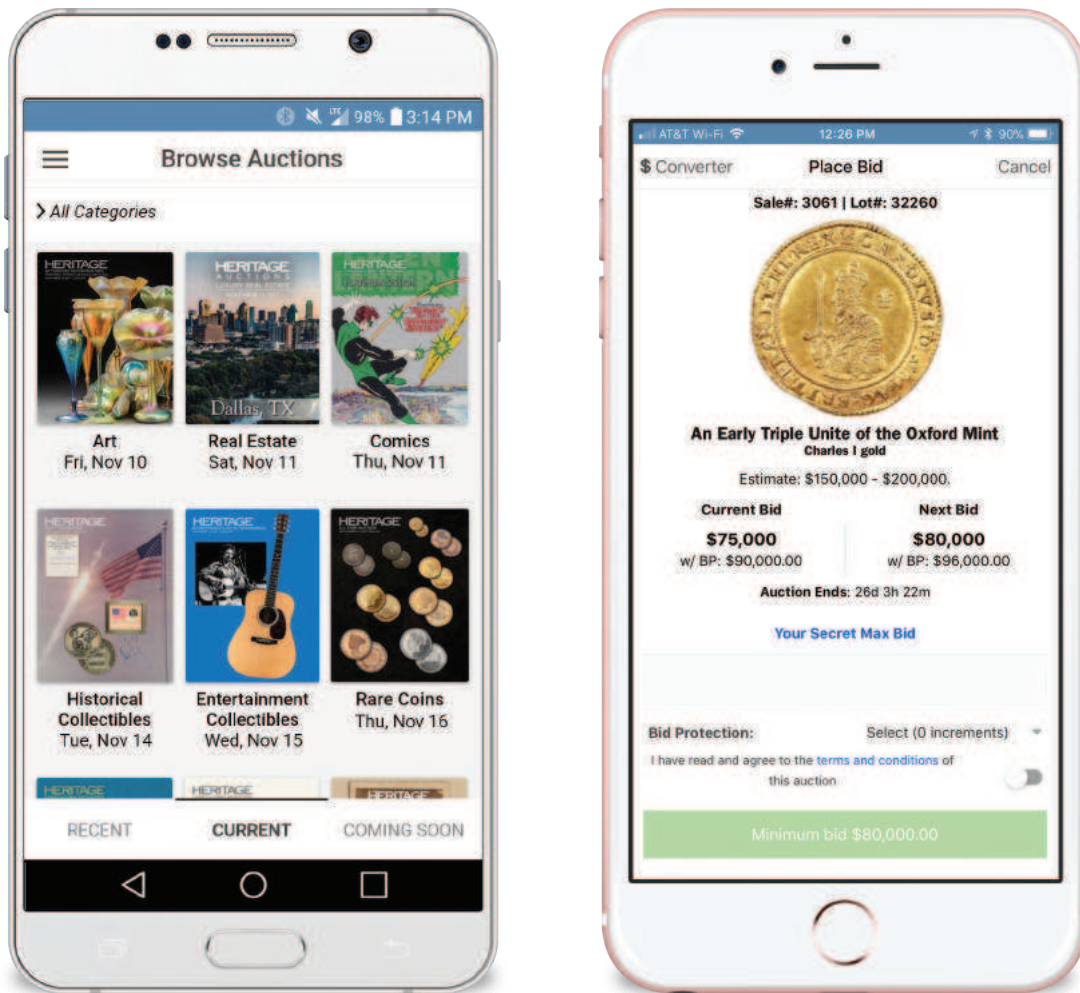 LTE 98% 3:14 PM
Browse Auctions
All Categories
HERITAGE
HERITAGE
AUCTIONS
LUXURY REAL ESTATE
Dallas, TX
HERITAGE
Art
Fri, Nov 10
Real Estate
Sat, Nov 11
Comics
Thu, Nov 11
HERITAGE
HERITAGE
HERITAGE
Historical
Collectibles
Tue, Nov 14
Entertainment
Collectibles
Wed, Nov 15
Rare Coins
Thu, Nov 16
HERITAGE
HERITAGE
HERITAGE
RECENT
CURRENT
COMING SOON
AT&T Wi-Fi 12:26 PM 90%
$ Converter Place Bid Cancel
Sale#: 3061 | Lot#: 32260
An Early Triple Unite of the Oxford Mint
Charles I gold
Estimate: $150,000 - $200,000.
Current Bid Next Bid
$75,000 $80,000
w/ BP: $90,000.00 w/ BP: $96,000.00
Auction Ends: 26d 3h 22m
Your Secret Max Bid
Bid Protection: Select (0 increments)
I have read and agree to the terms and conditions of
this auction
Minimum bid $80,000.00